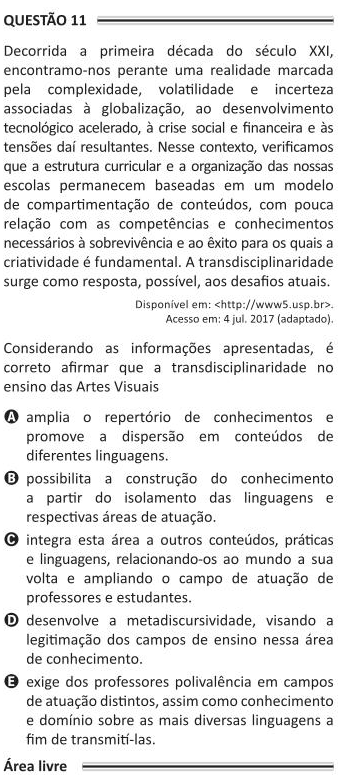 QUESTÃO 11
Decorrida a primeira década do século XXI,
encontramo-nos perante uma realidade marcada
pela complexidade, volatilidade e incerteza
associadas à globalização, ao desenvolvimento
tecnológico acelerado, à crise social e financeira e às
tensões daí resultantes. Nesse contexto, verificamos
que a estrutura curricular e a organização das nossas
escolas permanecem baseadas em um modelo
de compartimentação de conteúdos, com pouca
relação com as competências e conhecimentos
necessários à sobrevivência e ao êxito para os quais a
criatividade é fundamental. A transdisciplinaridade
surge como resposta, possível, aos desafios atuais.
Disponível em: <http://www5.usp.br>.
Acesso em: 4 jul. 2017 (adaptado).
Considerando as informações apresentadas, é
correto afirmar que a transdisciplinaridade no
ensino das Artes Visuais
A amplia o repertório de conhecimentos e
promove a dispersão em conteúdos de
diferentes linguagens.
B possibilita a construção do conhecimento
a partir do isolamento das linguagens e
respectivas áreas de atuação.
C integra esta área a outros conteúdos, práticas
e linguagens, relacionando-os ao mundo a sua
volta e ampliando o campo de atuação de
professores e estudantes.
D desenvolve a metadiscursividade, visando a
legitimação dos campos de ensino nessa área
de conhecimento.
E exige dos professores polivalência em campos
de atuação distintos, assim como conhecimento
e domínio sobre as mais diversas linguagens a
fim de transmití-las.
Área livre